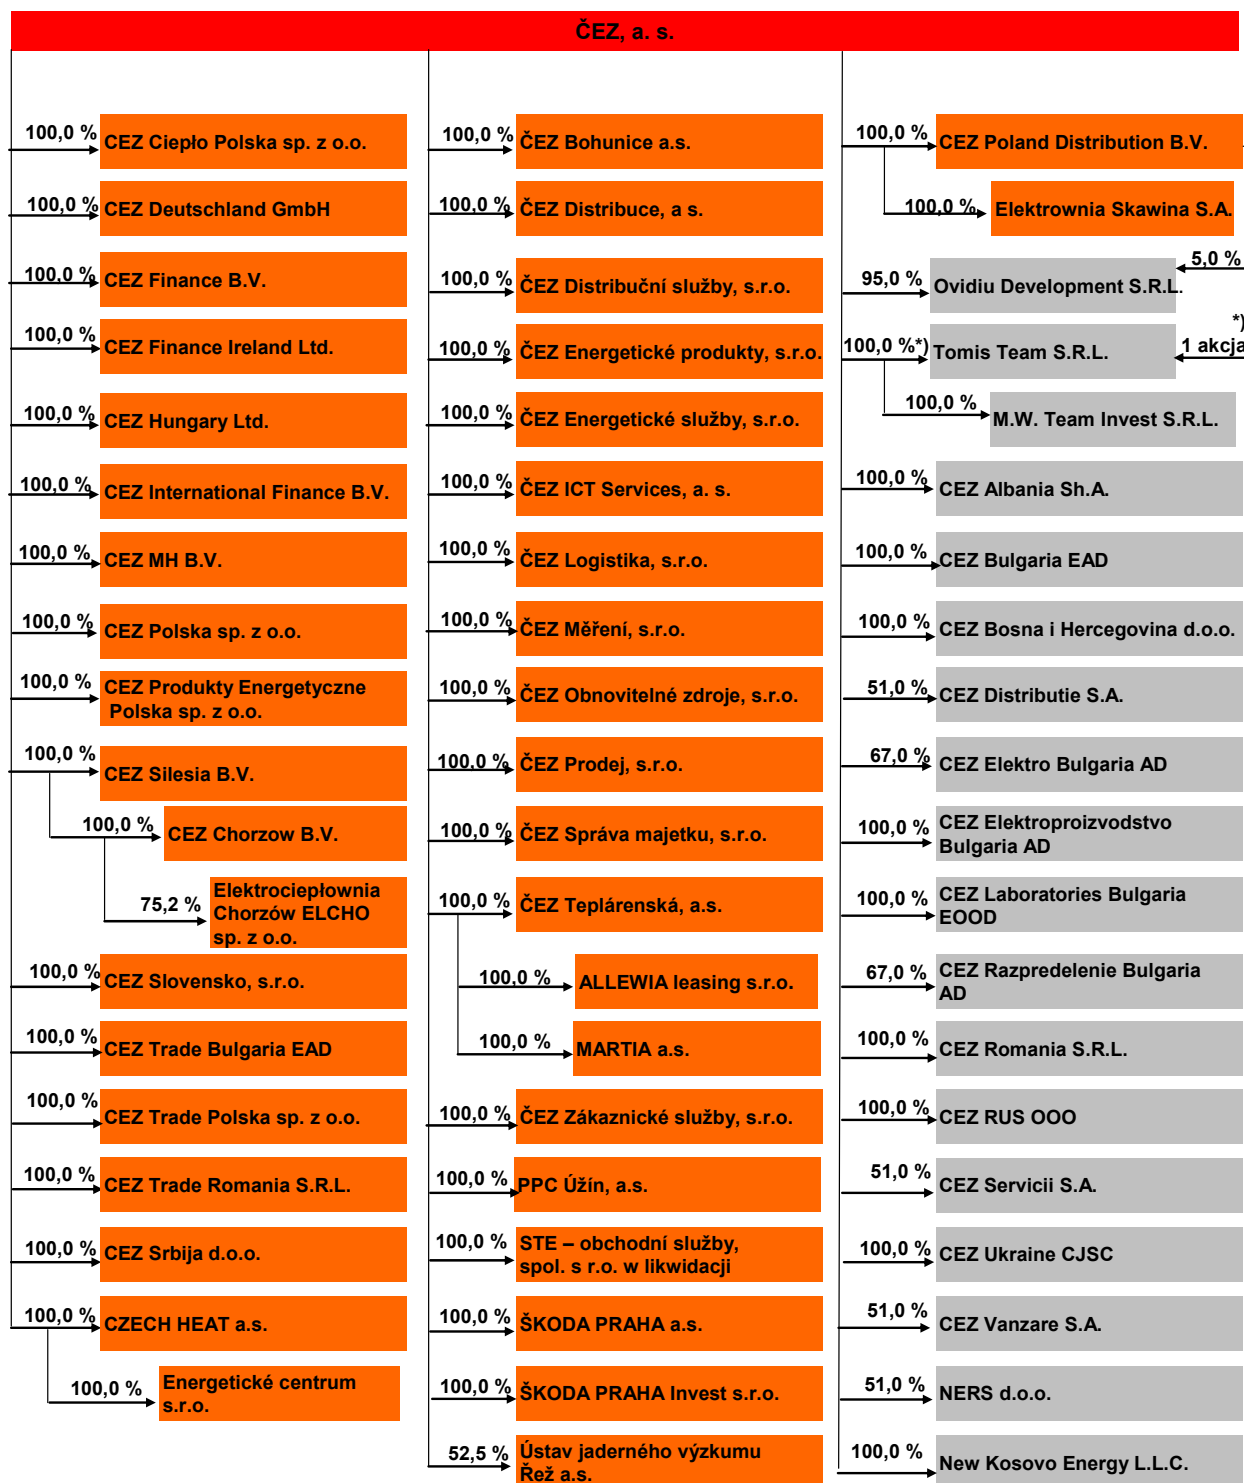 ČEZ, a. s.
100,0 %
CEZ Ciepło Polska sp. z o.o.
100,0 %
CEZ Deutschland GmbH
100,0 %
CEZ Finance B.V.
100,0 %
CEZ Finance Ireland Ltd.
100,0 %
CEZ Hungary Ltd.
100,0 %
CEZ International Finance B.V.
100,0 %
CEZ MH B.V.
100,0 %
CEZ Polska sp. z o.o.
100,0 %
CEZ Produkty Energetyczne
Polska sp. z o.o.
100,0 %
CEZ Silesia B.V.
100,0 %
CEZ Chorzow B.V.
75,2 %
Elektrociepłownia
Chorzów ELCHO
sp. z o.o.
100,0 %
CEZ Slovensko, s.r.o.
100,0 %
CEZ Trade Bulgaria EAD
100,0 %
CEZ Trade Polska sp. z o.o.
100,0 %
CEZ Trade Romania S.R.L.
100,0 %
CEZ Srbija d.o.o.
100,0 %
CZECH HEAT a.s.
100,0 %
Energetické centrum
s.r.o.
100,0 %
ČEZ Bohunice a.s.
100,0 %
ČEZ Distribuce, a s.
100,0 %
ČEZ Distribuční služby, s.r.o.
100,0 %
ČEZ Energetické produkty, s.r.o.
100,0 %
ČEZ Energetické služby, s.r.o.
100,0 %
ČEZ ICT Services, a. s.
100,0 %
ČEZ Logistika, s.r.o.
100,0 %
ČEZ Měření, s.r.o.
100,0 %
ČEZ Obnovitelné zdroje, s.r.o.
100,0 %
ČEZ Prodej, s.r.o.
100,0 %
ČEZ Správa majetku, s.r.o.
100,0 %
ČEZ Teplárenská, a.s.
100,0 %
ALLEWIA leasing s.r.o.
100,0 %
MARTIA a.s.
100,0 %
ČEZ Zákaznické služby, s.r.o.
100,0 %
PPC Úžín, a.s.
100,0 %
STE – obchodní služby,
spol. s r.o. w likwidacji
100,0 %
ŠKODA PRAHA a.s.
100,0 %
ŠKODA PRAHA Invest s.r.o.
52,5 %
Ústav jaderného výzkumu
Řež a.s.
100,0 %
CEZ Poland Distribution B.V.
100,0 %
Elektrownia Skawina S.A.
95,0 %
Ovidiu Development S.R.L.
5,0 %
100,0 %*)
Tomis Team S.R.L.
*)
1 akcja
100,0 %
M.W. Team Invest S.R.L.
100,0 %
CEZ Albania Sh.A.
100,0 %
CEZ Bulgaria EAD
100,0 %
CEZ Bosna i Hercegovina d.o.o.
51,0 %
CEZ Distributie S.A.
67,0 %
CEZ Elektro Bulgaria AD
100,0 %
CEZ Elektroproizvodstvo
Bulgaria AD
100,0 %
CEZ Laboratories Bulgaria
EOOD
67,0 %
CEZ Razpredelenie Bulgaria
AD
100,0 %
CEZ Romania S.R.L.
100,0 %
CEZ RUS OOO
51,0 %
CEZ Servicii S.A.
100,0 %
CEZ Ukraine CJSC
51,0 %
CEZ Vanzare S.A.
51,0 %
NERS d.o.o.
100,0 %
New Kosovo Energy L.L.C.